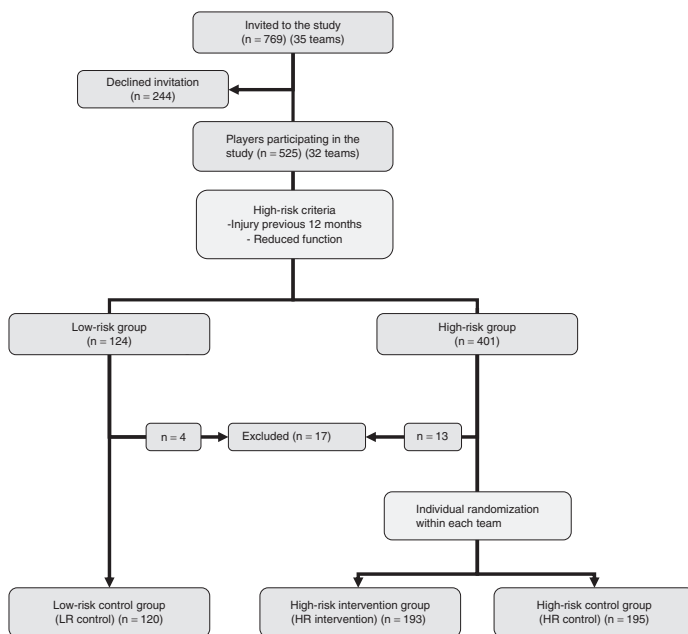 Invited to the study
(n = 769) (35 teams)
Declined invitation
(n = 244)
Players participating in the
study (n = 525) (32 teams)
High-risk criteria
-Injury previous 12 months
- Reduced function
Low-risk group
(n = 124)
High-risk group
(n = 401)
n = 4
Excluded (n = 17)
n = 13
Individual randomization
within each team
Low-risk control group
(LR control) (n = 120)
High-risk intervention group
(HR intervention) (n = 193)
High-risk control group
(HR control) (n = 195)